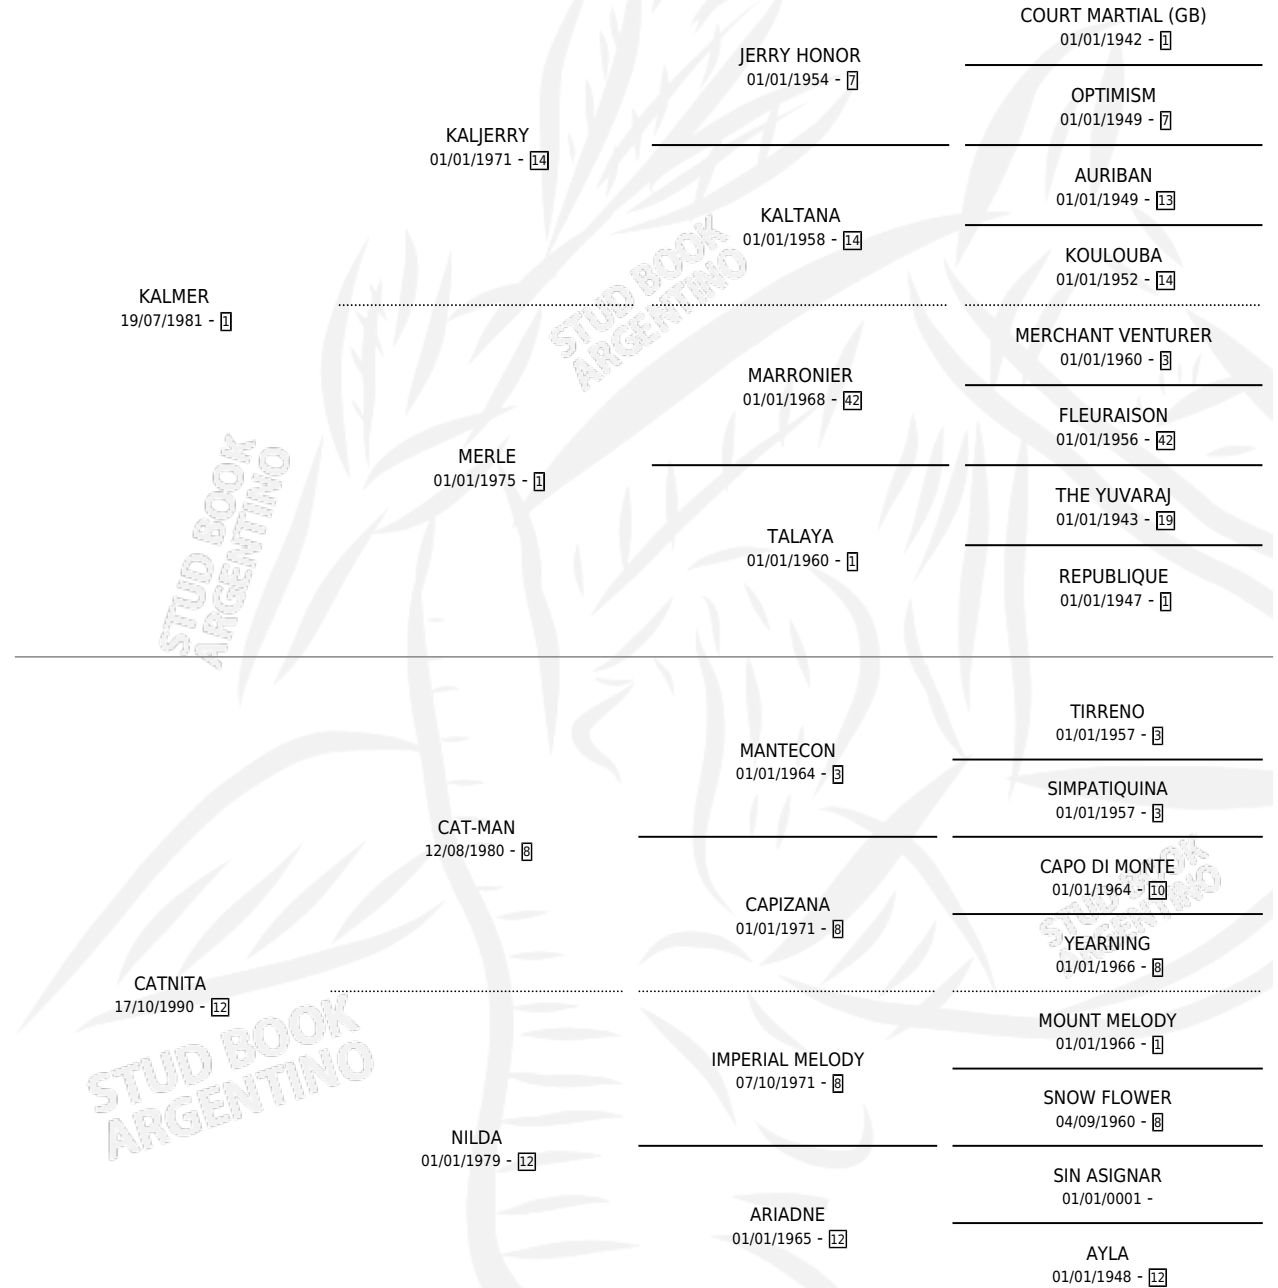 COURT MARTIAL (GB)
01/01/1942 - 1
JERRY HONOR
01/01/1954 - 7
OPTIMISM
01/01/1949 - 7
KALJERRY
01/01/1971 - 14
AURIBAN
01/01/1949 - 13
KALTANA
01/01/1958 - 14
KOULOUBA
01/01/1952 - 14
KALMER
19/07/1981 - 1
MERCHANT VENTURER
01/01/1960 - 3
MARRONIER
01/01/1968 - 42
FLEURAISON
01/01/1956 - 42
MERLE
01/01/1975 - 1
THE YUVARAJ
01/01/1943 - 19
TALAYA
01/01/1960 - 1
REPUBLIQUE
01/01/1947 - 1
TIRRENO
01/01/1957 - 3
MANTECON
01/01/1964 - 3
SIMPATIQUINA
01/01/1957 - 3
CAT-MAN
12/08/1980 - 8
CAPO DI MONTE
01/01/1964 - 10
CAPIZANA
01/01/1971 - 8
YEARNING
01/01/1966 - 8
CATNITA
17/10/1990 - 12
MOUNT MELODY
01/01/1966 - 1
IMPERIAL MELODY
07/10/1971 - 8
SNOW FLOWER
04/09/1960 - 8
NILDA
01/01/1979 - 12
SIN ASIGNAR
01/01/0001 -
ARIADNE
01/01/1965 - 12
AYLA
01/01/1948 - 12
STUD BOOK
ARGENTINO
STUD BOOK
ARGENTINO
STUD BOOK
ARGENTINO
STUD BOOK
ARGENTINO